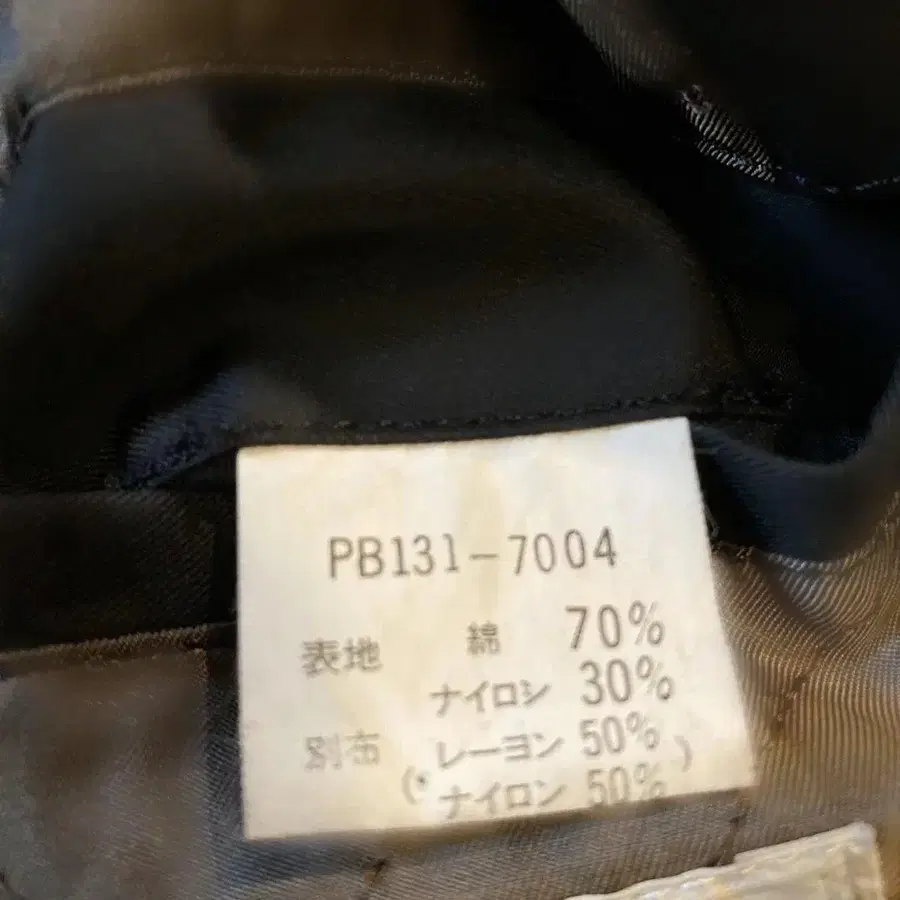 PB131-7004
表地 綿 70%
ナイロン 30%
別布 レーヨン 50%
(・ナイロン 50%)